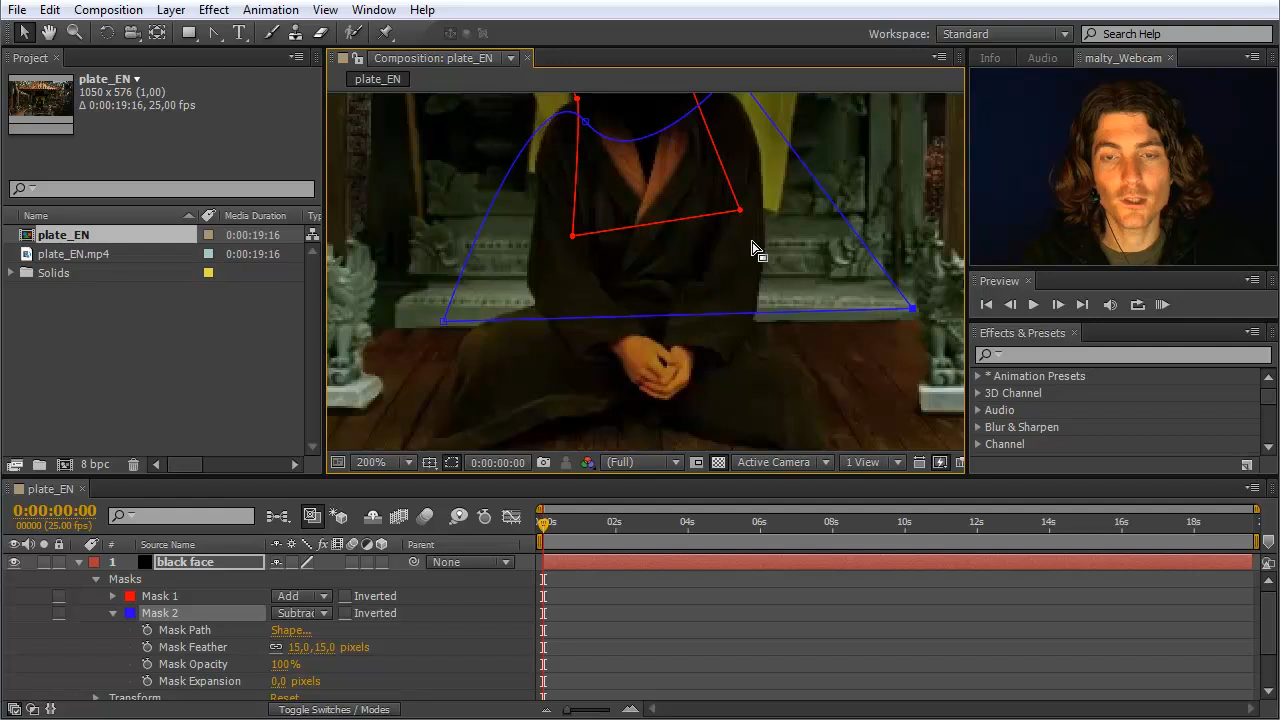 File Edit Composition Layer Effect Animation View Window Help
Workspace: Standard Search Help
Project Composition: plate_EN Info Audio malty_Webcam
plate_EN
plate_EN
1050 x 576 (1,00)
Δ 0:00:19:16, 25,00 fps
Name Media Duration Typ
plate_EN 0:00:19:16
plate_EN.mp4 0:00:19:16
Solids
Preview
Effects & Presets
* Animation Presets
3D Channel
Audio
Blur & Sharpen
Channel
8 bpc 200% 0:00:00:00 (Full) Active Camera 1 View
plate_EN
0:00:00:00
00000 (25.00 fps)
02s 04s 06s 08s 10s 12s 14s 16s 18s
# Source Name Parent
1 black face None
Masks
Mask 1 Add Inverted
Mask 2 Subtrac Inverted
Mask Path Shape...
Mask Feather 15,0,15,0 pixels
Mask Opacity 100%
Mask Expansion 0,0 pixels
Transform Reset
Toggle Switches / Modes